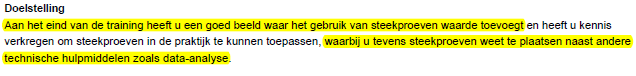 Doelstelling
Aan het eind van de training heeft u een goed beeld waar het gebruik van steekproeven waarde toevoegt en heeft u kennis
verkregen om steekproeven in de praktijk te kunnen toepassen, waarbij u tevens steekproeven weet te plaatsen naast andere
technische hulpmiddelen zoals data-analyse.